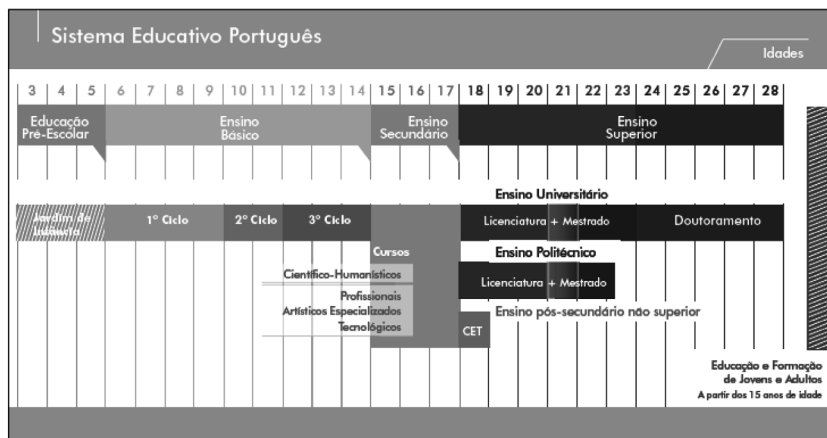 Sistema Educativo Português
Idades
3 4 5 6 7 8 9 10 11 12 13 14 15 16 17 18 19 20 21 22 23 24 25 26 27 28
Educação
Pré-Escolar
Ensino
Básico
Ensino
Secundário
Ensino
Superior
Ensino Universitário
Jardim de
Infância
1º Ciclo
2º Ciclo
3º Ciclo
Licenciatura + Mestrado
Doutoramento
Cursos
Ensino Politécnico
Científico-Humanísticos
Licenciatura + Mestrado
Profissionais
Artísticos Especializados
Tecnológicos
Ensino pós-secundário não superior
CET
Educação e Formação
de Jovens e Adultos
A partir dos 15 anos de idade